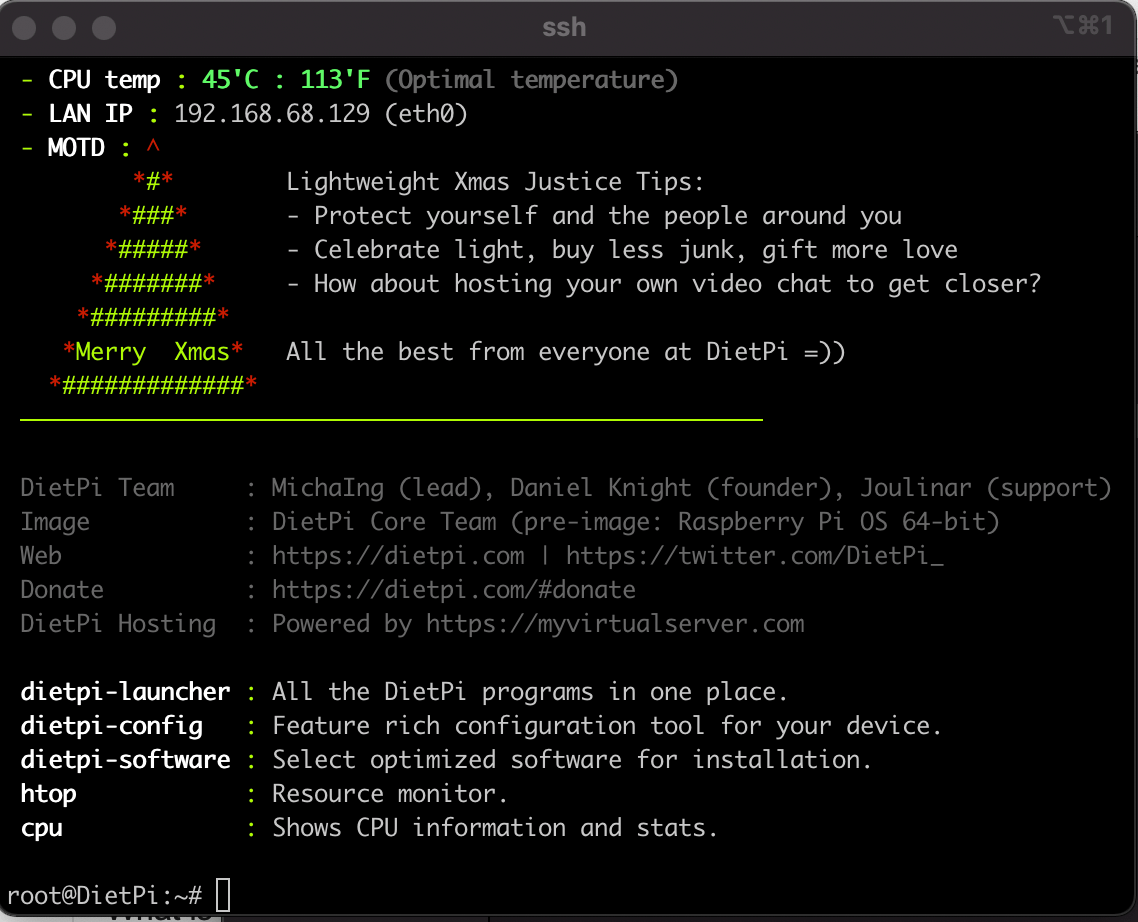 ssh
⌥⌘1
- CPU temp : 45'C : 113'F (Optimal temperature)
- LAN IP : 192.168.68.129 (eth0)
- MOTD : ^
*#* Lightweight Xmas Justice Tips:
*###* - Protect yourself and the people around you
*#####* - Celebrate light, buy less junk, gift more love
*#######* - How about hosting your own video chat to get closer?
*#########*
*Merry  Xmas* All the best from everyone at DietPi =))
*#############*
DietPi Team : MichaIng (lead), Daniel Knight (founder), Joulinar (support)
Image : DietPi Core Team (pre-image: Raspberry Pi OS 64-bit)
Web : https://dietpi.com | https://twitter.com/DietPi_
Donate : https://dietpi.com/#donate
DietPi Hosting : Powered by https://myvirtualserver.com
dietpi-launcher : All the DietPi programs in one place.
dietpi-config : Feature rich configuration tool for your device.
dietpi-software : Select optimized software for installation.
htop : Resource monitor.
cpu : Shows CPU information and stats.
root@DietPi:~#